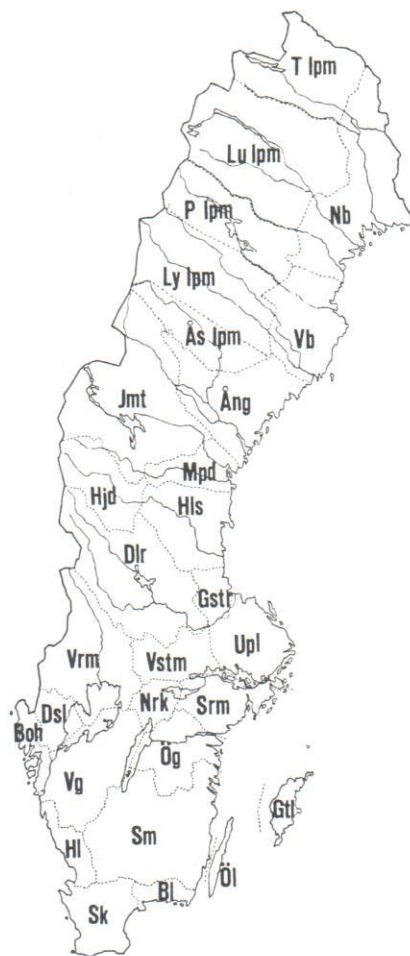 T lpm
Lu lpm
P lpm
Nb
Ly lpm
Vb
Ås lpm
Jmt
Ång
Mpd
Hjd
Hls
Dlr
Gstr
Upl
Vrm
Vstm
Dsl
Nrk
Srm
Boh
Ög
Vg
Gtl
Hl
Sm
Öl
Bl
Sk